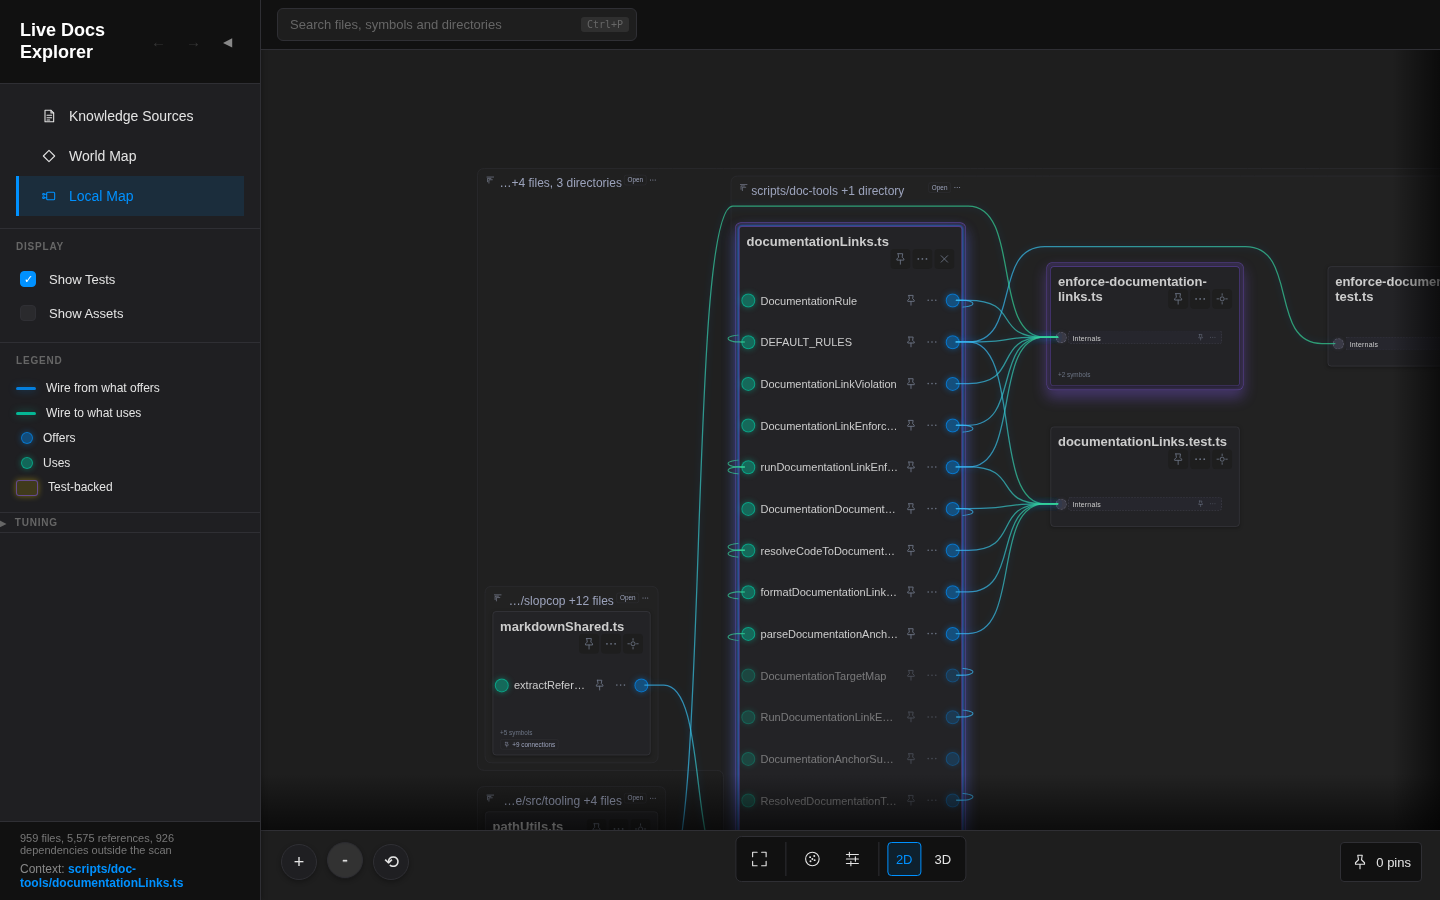 Live Docs
Explorer
Search files, symbols and directories
Ctrl+P
Knowledge Sources
World Map
Local Map
DISPLAY
Show Tests
Show Assets
LEGEND
Wire from what offers
Wire to what uses
Offers
Uses
Test-backed
TUNING
959 files, 5,575 references, 926
dependencies outside the scan
Context: scripts/doc-
tools/documentationLinks.ts
…+4 files, 3 directories
Open
scripts/doc-tools +1 directory
Open
documentationLinks.ts
DocumentationRule
DEFAULT_RULES
DocumentationLinkViolation
DocumentationLinkEnforc…
runDocumentationLinkEnf…
DocumentationDocument…
resolveCodeToDocument…
formatDocumentationLink…
parseDocumentationAnch…
DocumentationTargetMap
RunDocumentationLinkE…
DocumentationAnchorSu…
ResolvedDocumentationT…
enforce-documentation-
links.ts
Internals
+2 symbols
enforce-documen
test.ts
Internals
documentationLinks.test.ts
Internals
…/slopcop +12 files
Open
markdownShared.ts
extractRefer…
+5 symbols
+9 connections
…e/src/tooling +4 files
Open
pathUtils.ts
+
-
⟲
2D
3D
0 pins